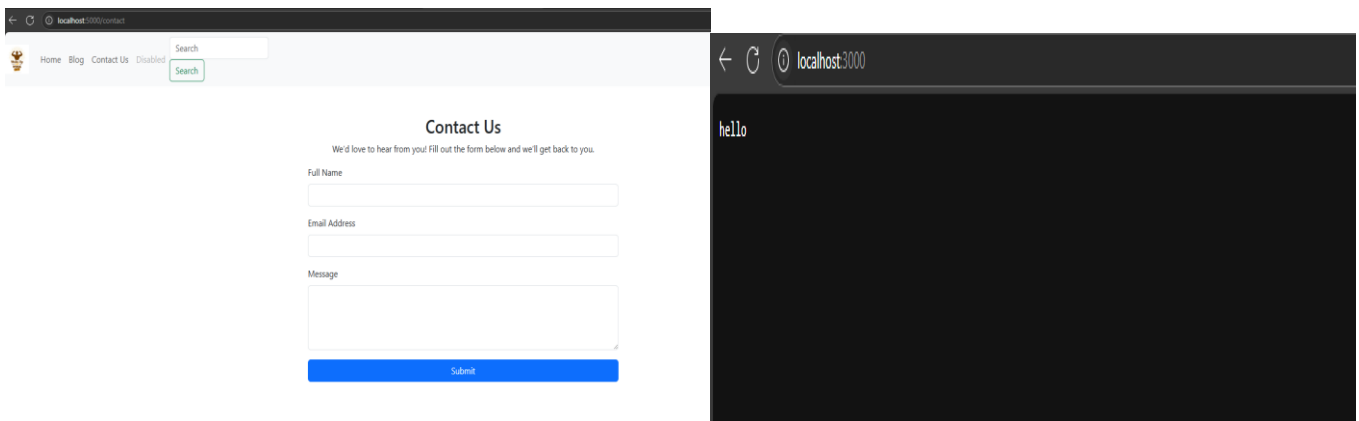 localhost:5000/contact
Home Blog Contact Us Disabled
Search
Search
Contact Us
We'd love to hear from you! Fill out the form below and we'll get back to you.
Full Name
Email Address
Message
Submit
localhost:3000
hello